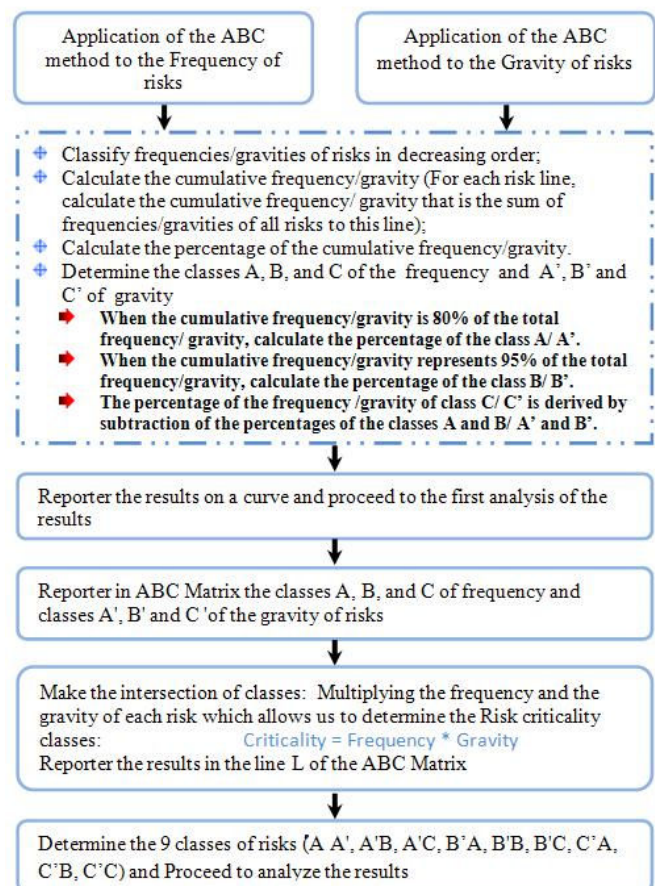 Application of the ABC
method to the Frequency of
risks
Application of the ABC
method to the Gravity of risks
Classify frequencies/gravities of risks in decreasing order;
Calculate the cumulative frequency/gravity (For each risk line,
calculate the cumulative frequency/ gravity that is the sum of
frequencies/gravities of all risks to this line);
Calculate the percentage of the cumulative frequency/gravity.
Determine the classes A, B, and C of the frequency and A’, B’ and
C’ of gravity
When the cumulative frequency/gravity is 80% of the total
frequency/ gravity, calculate the percentage of the class A/ A’.
When the cumulative frequency/gravity represents 95% of the total
frequency/gravity, calculate the percentage of the class B/ B’.
The percentage of the frequency /gravity of class C/ C’ is derived by
subtraction of the percentages of the classes A and B/ A’ and B’.
Reporter the results on a curve and proceed to the first analysis of the
results
Reporter in ABC Matrix the classes A, B, and C of frequency and
classes A', B' and C 'of the gravity of risks
Make the intersection of classes: Multiplying the frequency and the
gravity of each risk which allows us to determine the Risk criticality
classes: Criticality = Frequency * Gravity
Reporter the results in the line L of the ABC Matrix
Determine the 9 classes of risks (A A', A'B, A'C, B’A, B'B, B'C, C’A,
C’B, C’C) and Proceed to analyze the results